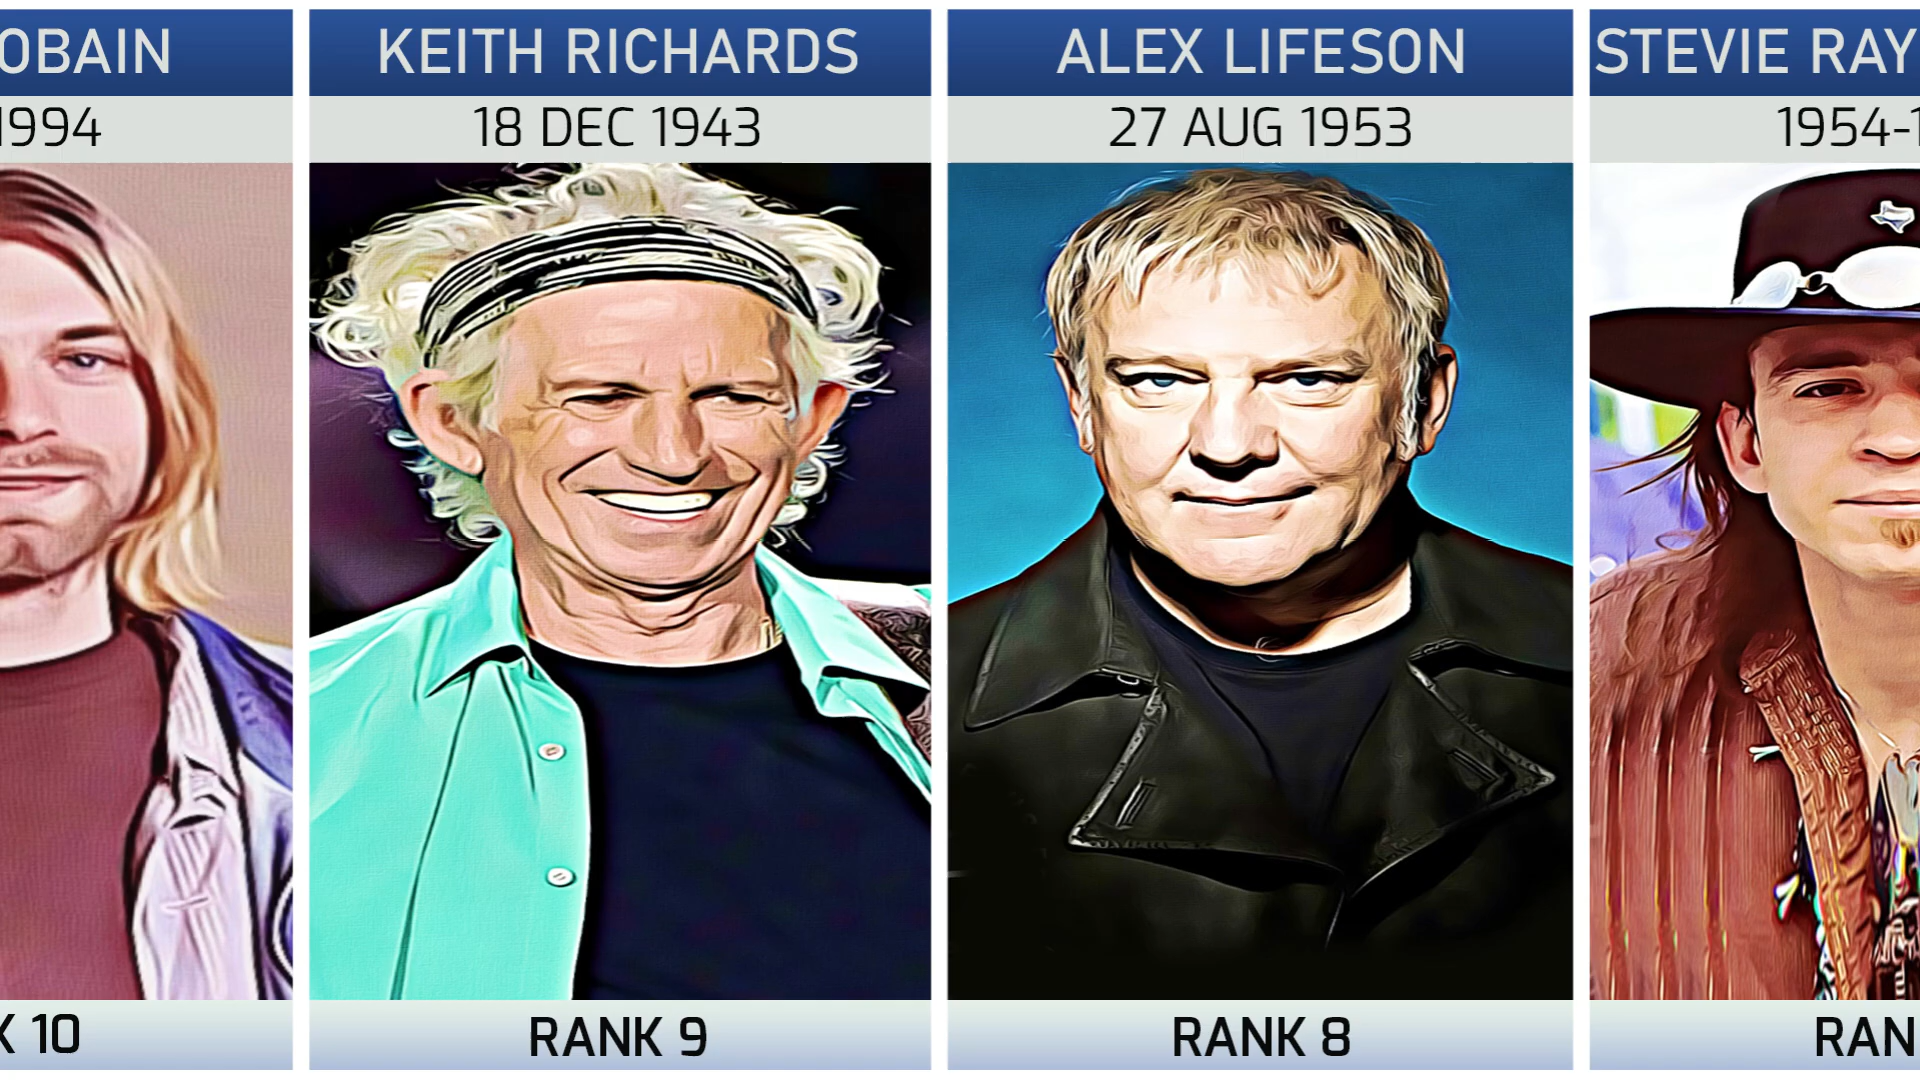 OBAIN
1994
K 10
KEITH RICHARDS
18 DEC 1943
RANK 9
ALEX LIFESON
27 AUG 1953
RANK 8
STEVIE RAY
1954-1
RAN